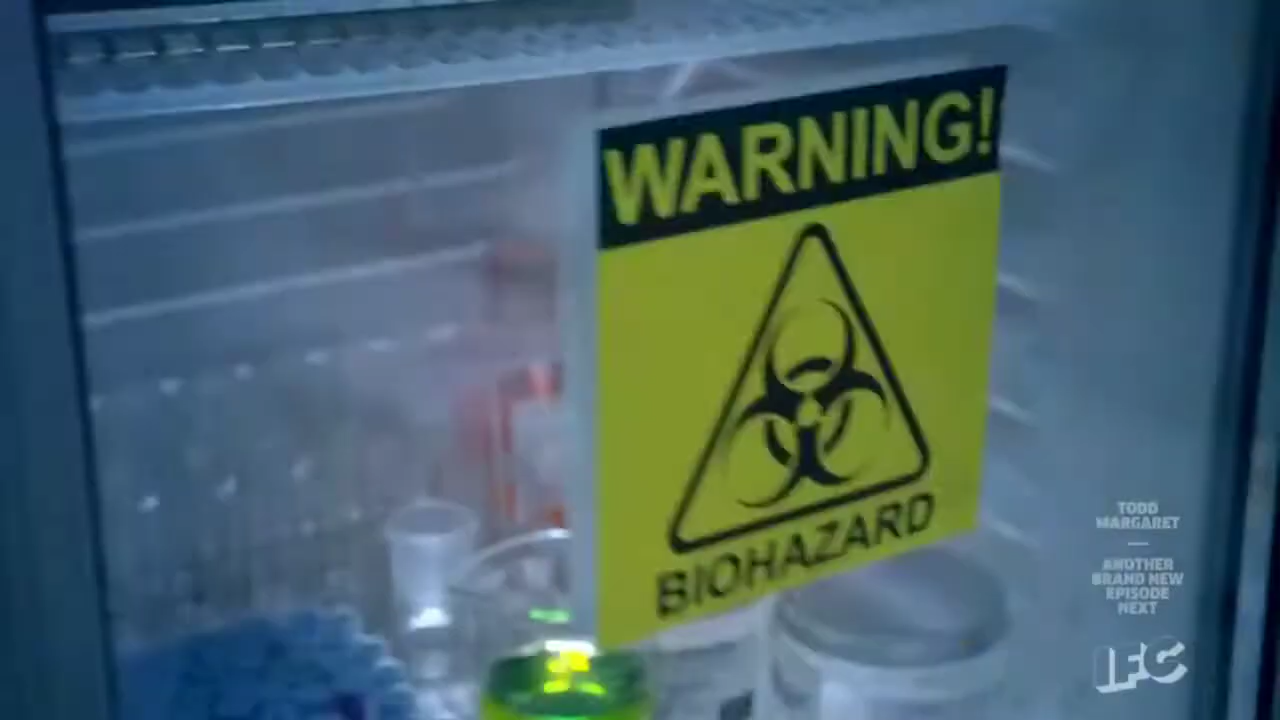 WARNING!
BIOHAZARD
TODD
MARGARET
ANOTHER
BRAND NEW
EPISODE
NEXT
IFC